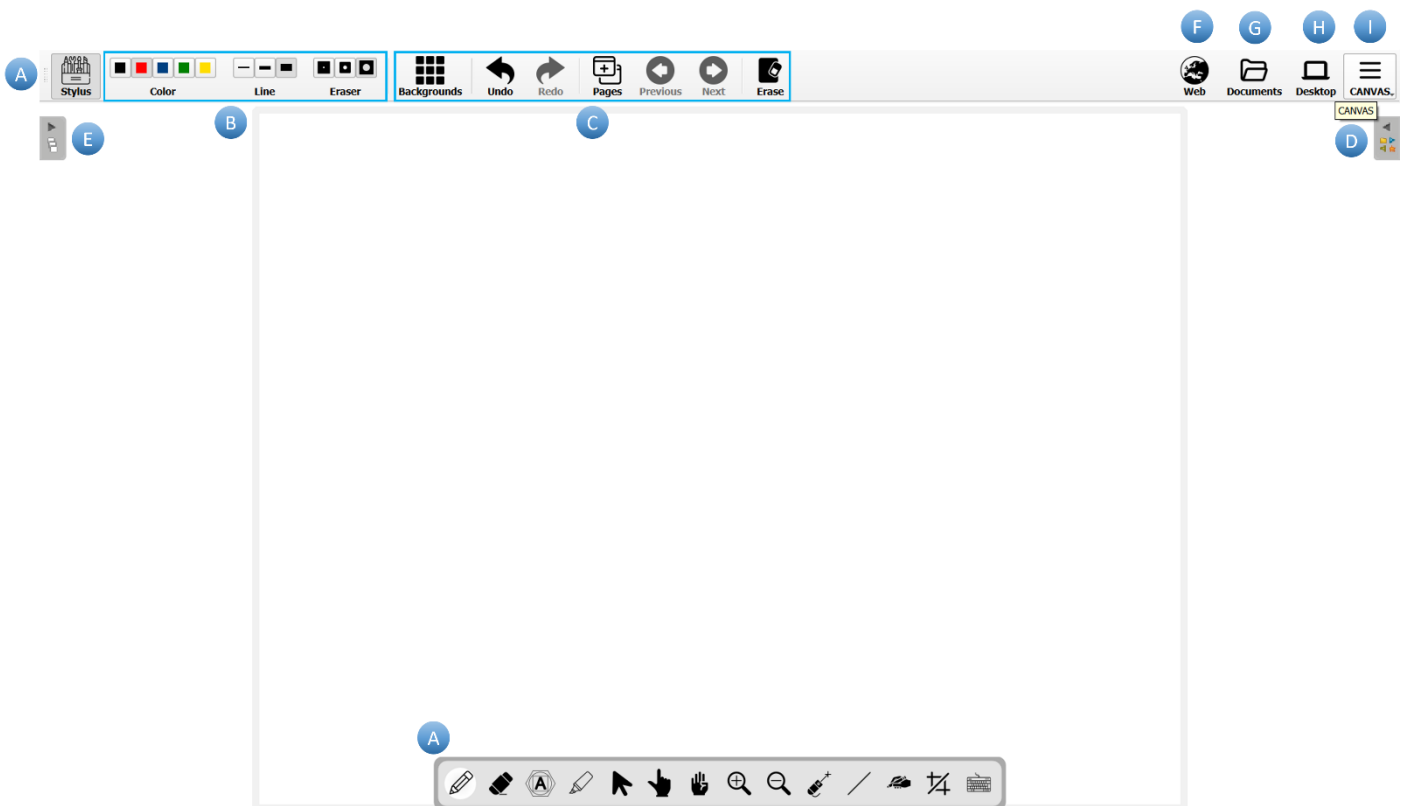 F G H I
A
Stylus Color Line Eraser Backgrounds Undo Redo Pages Previous Next Erase Web Documents Desktop CANVAS
CANVAS
B C
E D
A
A